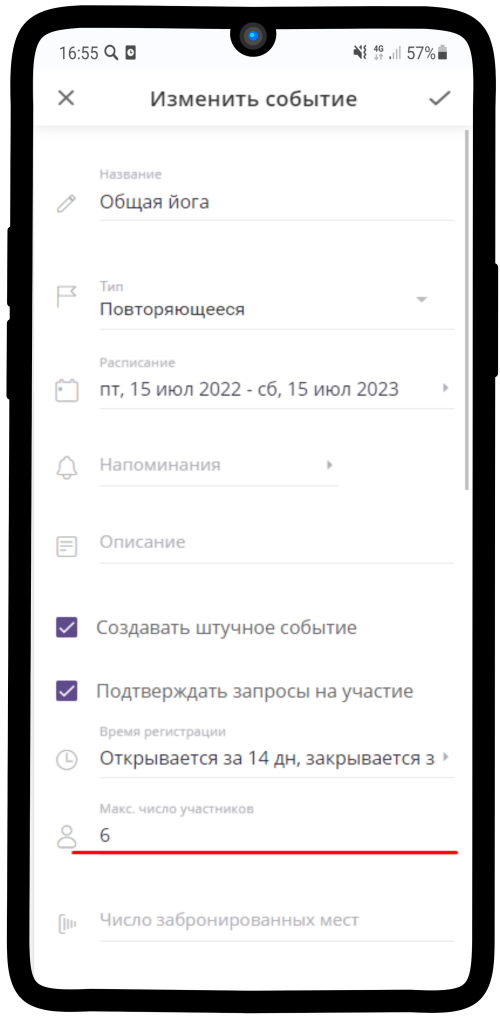 16:55 4G 57%
Изменить событие
Название
Общая йога
Тип
Повторяющееся
Расписание
пт, 15 июл 2022 - сб, 15 июл 2023
Напоминания
Описание
Создавать штучное событие
Подтверждать запросы на участие
Время регистрации
Открывается за 14 дн, закрывается з
Макс. число участников
6
Число забронированных мест